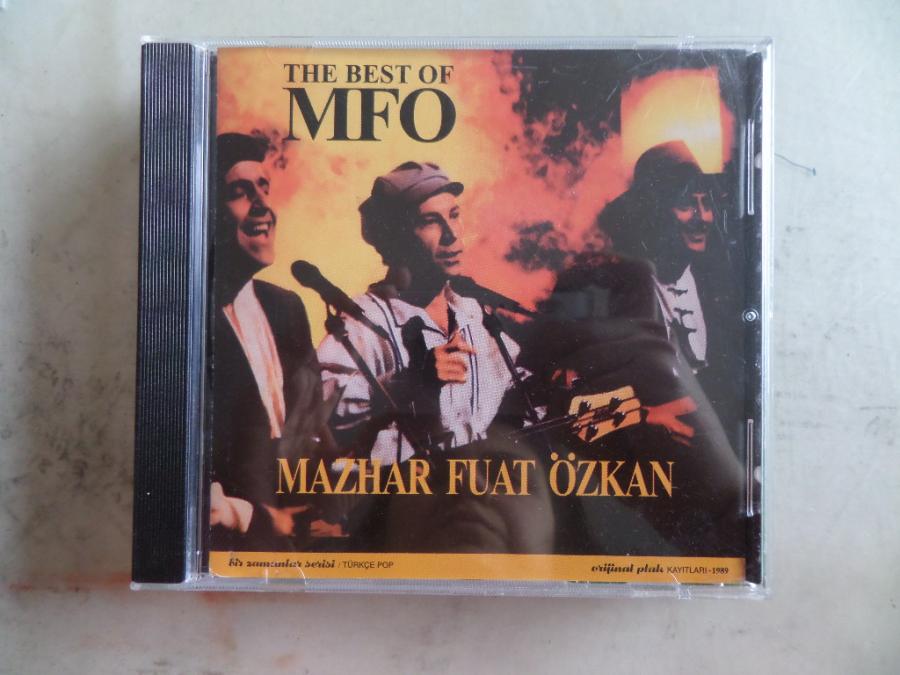 THE BEST OF
MFO
MAZHAR FUAT ÖZKAN
bir zamanlar serisi / TÜRKÇE POP
orijinal plak KAYITLARI - 1989